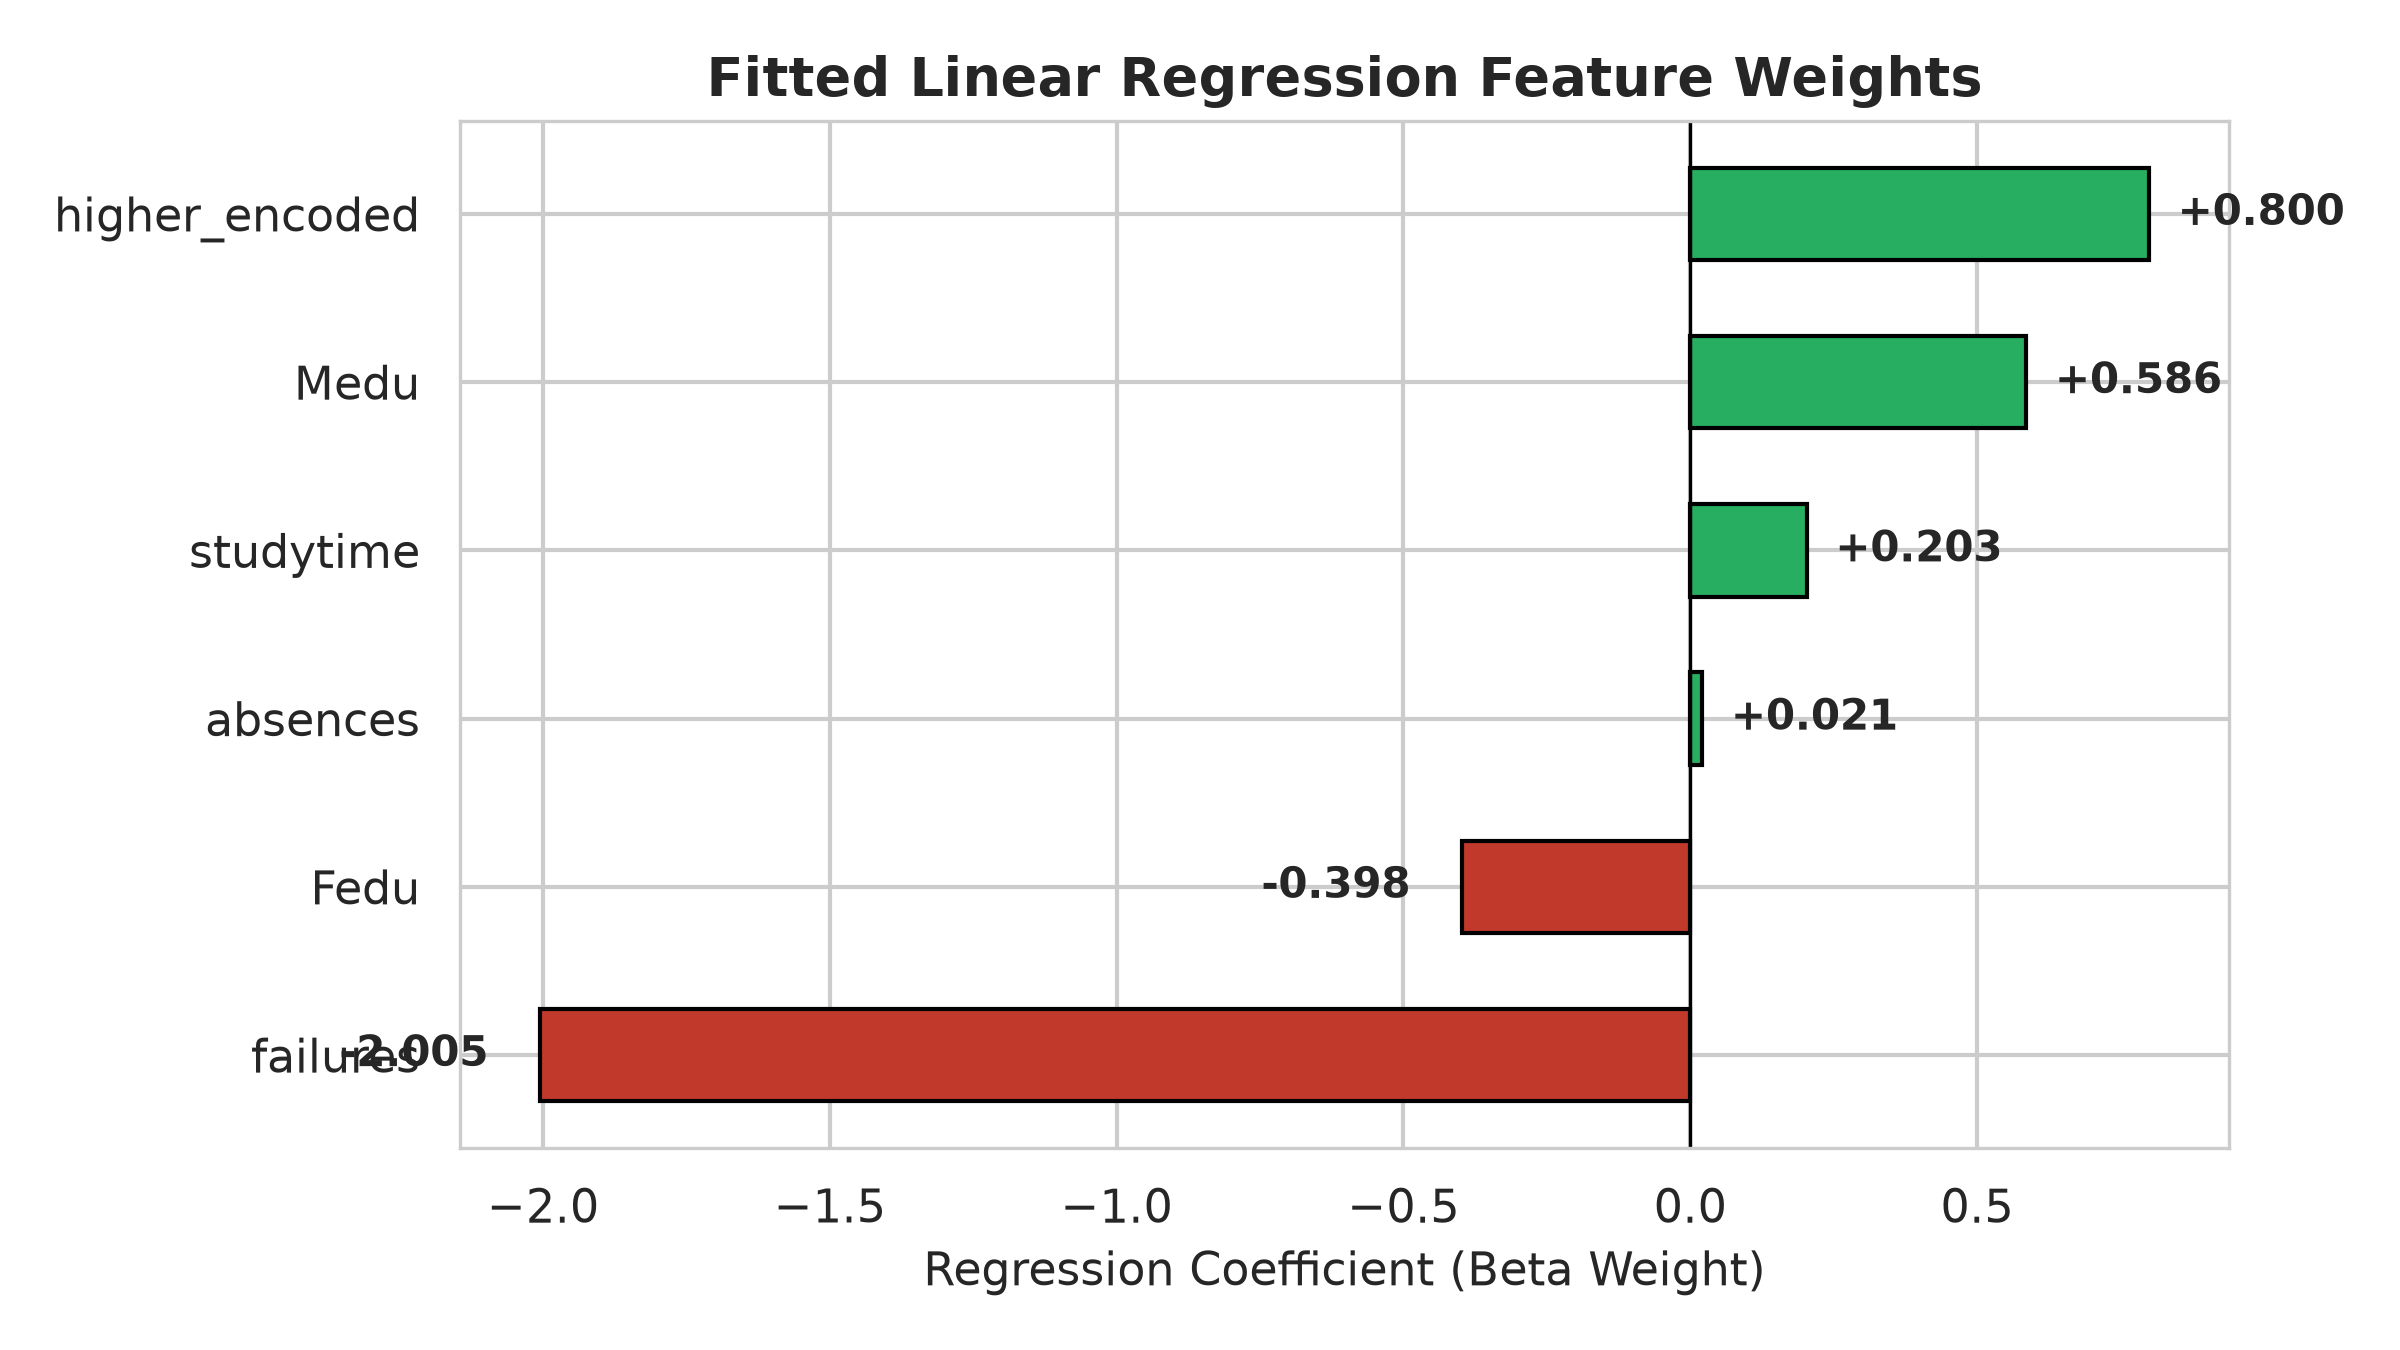 Fitted Linear Regression Feature Weights
higher_encoded +0.800
Medu +0.586
studytime +0.203
absences +0.021
Fedu -0.398
failures -2.005
−2.0 −1.5 −1.0 −0.5 0.0 0.5
Regression Coefficient (Beta Weight)